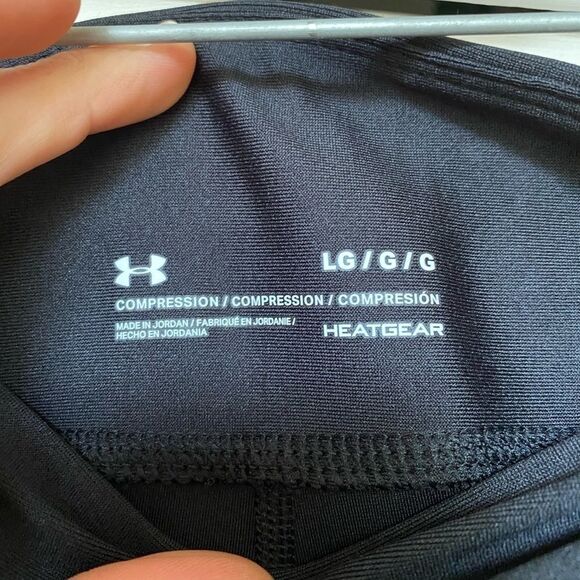 LG / G / G
COMPRESSION / COMPRESSION / COMPRESIÓN
MADE IN JORDAN / FABRIQUÉ EN JORDANIE /
HECHO EN JORDANIA
HEATGEAR